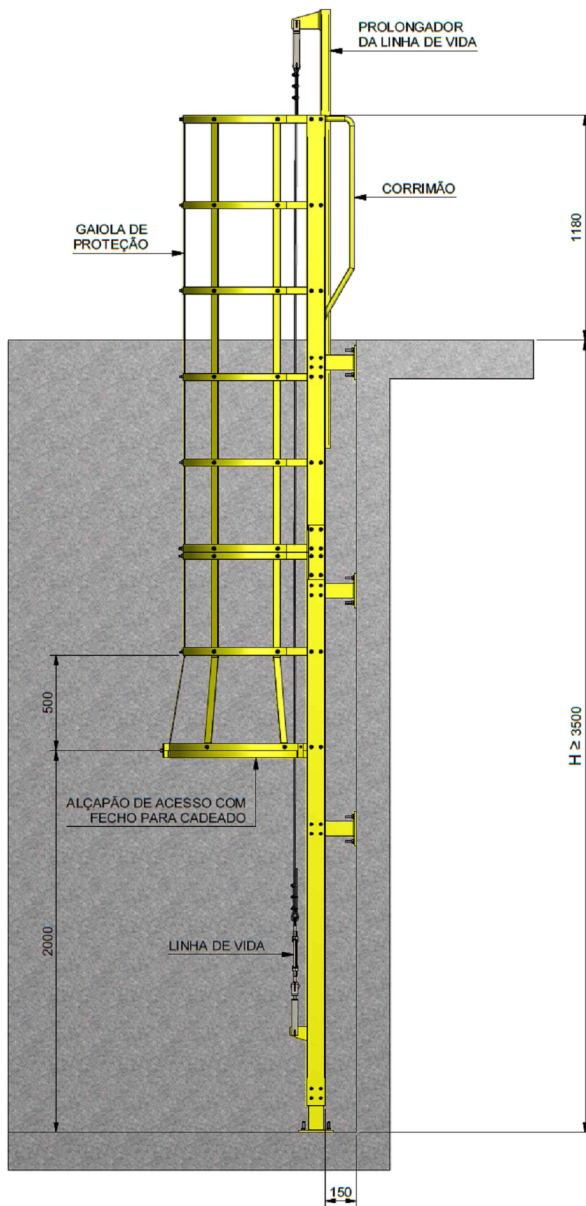 PROLONGADOR
DA LINHA DE VIDA
CORRIMÃO
1180
GAIOLA DE
PROTEÇÃO
500
H ≥ 3500
ALÇAPÃO DE ACESSO COM
FECHO PARA CADEADO
2000
LINHA DE VIDA
150